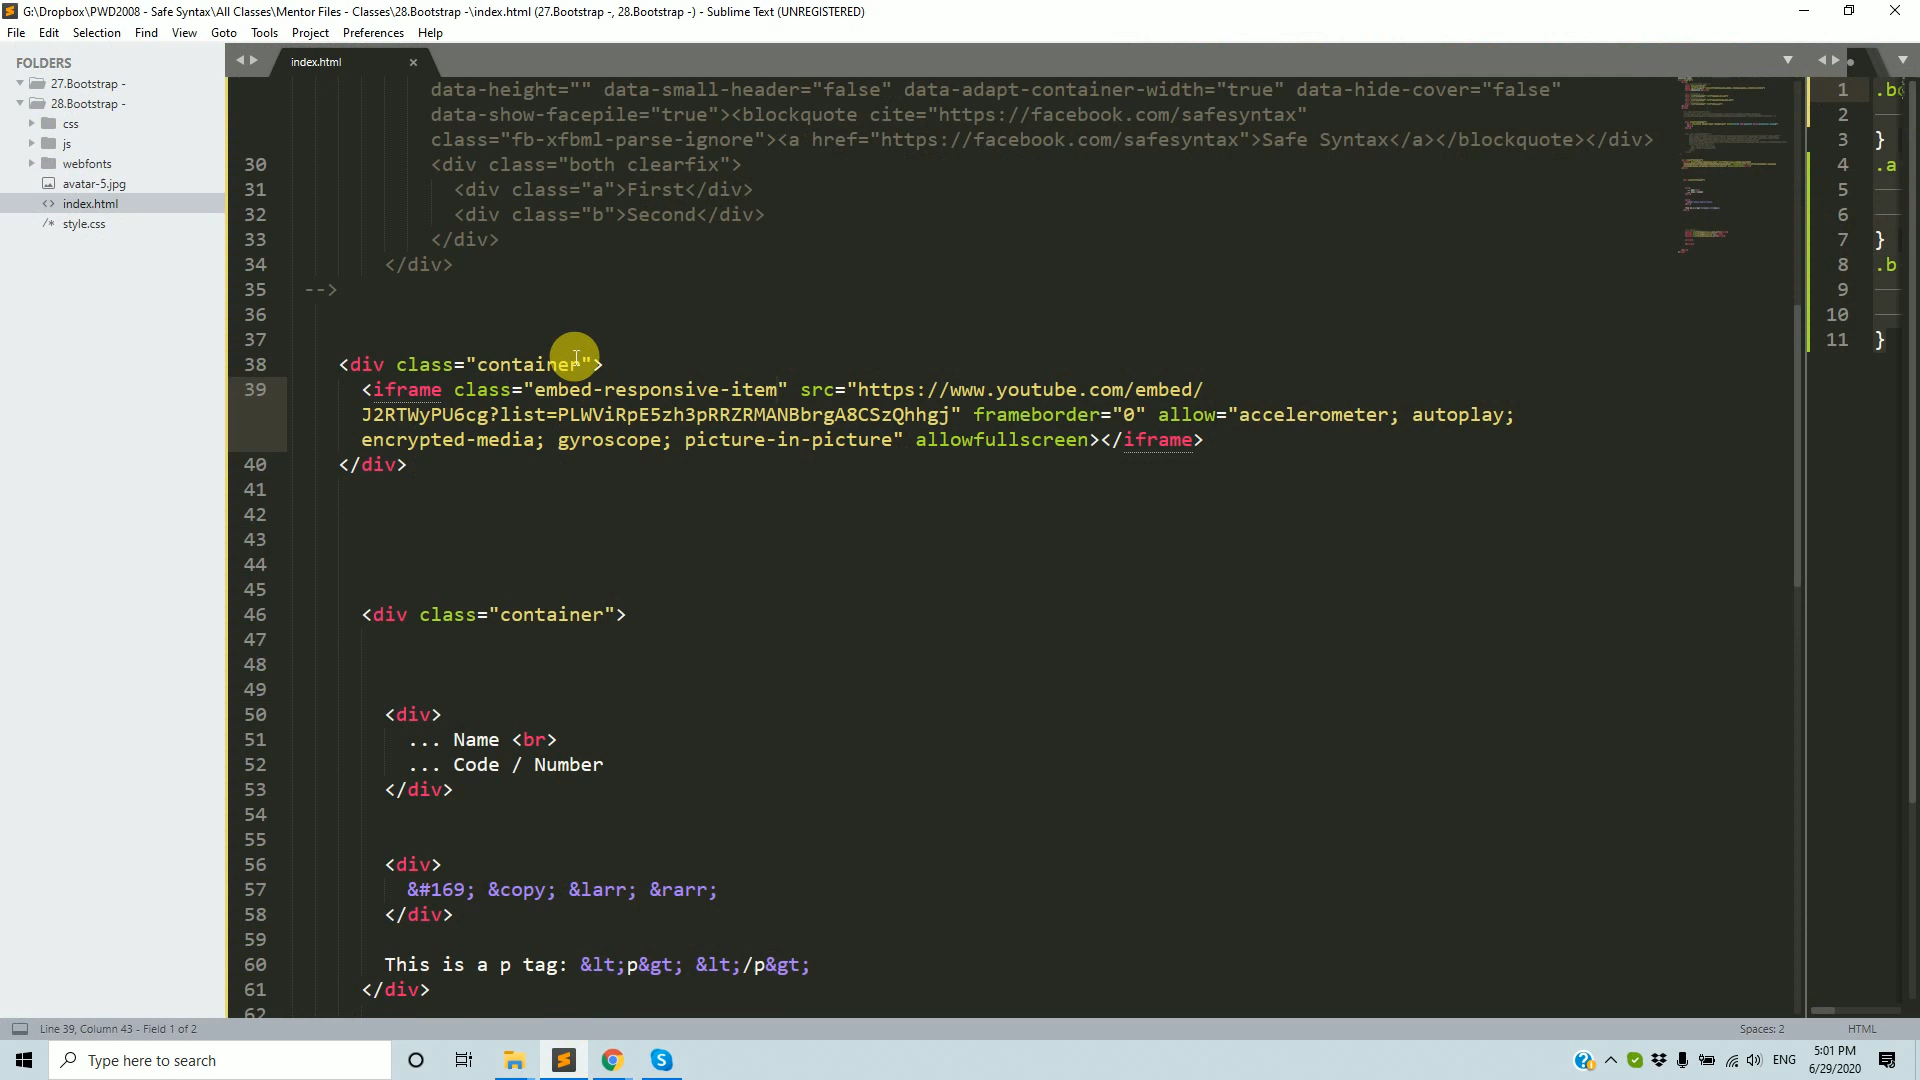 G:\Dropbox\PWD2008 - Safe Syntax\All Classes\Mentor Files - Classes\28.Bootstrap -\index.html (27.Bootstrap -, 28.Bootstrap -) - Sublime Text (UNREGISTERED)
File Edit Selection Find View Goto Tools Project Preferences Help
FOLDERS
27.Bootstrap -
28.Bootstrap -
css
js
webfonts
avatar-5.jpg
index.html
style.css
index.html
data-height="" data-small-header="false" data-adapt-container-width="true" data-hide-cover="false"
data-show-facepile="true"><blockquote cite="https://facebook.com/safesyntax"
class="fb-xfbml-parse-ignore"><a href="https://facebook.com/safesyntax">Safe Syntax</a></blockquote></div>
30 <div class="both clearfix">
31 <div class="a">First</div>
32 <div class="b">Second</div>
33 </div>
34 </div>
35 -->
36
37
38 <div class="container">
39 <iframe class="embed-responsive-item" src="https://www.youtube.com/embed/
J2RTWyPU6cg?list=PLWViRpE5zh3pRRZRMANBbrgA8CSzQhhgj" frameborder="0" allow="accelerometer; autoplay;
encrypted-media; gyroscope; picture-in-picture" allowfullscreen></iframe>
40 </div>
41
42
43
44
45
46 <div class="container">
47
48
49
50 <div>
51 ... Name <br>
52 ... Code / Number
53 </div>
54
55
56 <div>
57 &#169; &copy; &larr; &rarr;
58 </div>
59
60 This is a p tag: &lt;p&gt; &lt;/p&gt;
61 </div>
62
1
2
3 }
4 .a
5
6
7 }
8 .b
9
10
11 }
Line 39, Column 43 - Field 1 of 2
Spaces: 2
HTML
Type here to search
ENG
5:01 PM
6/29/2020